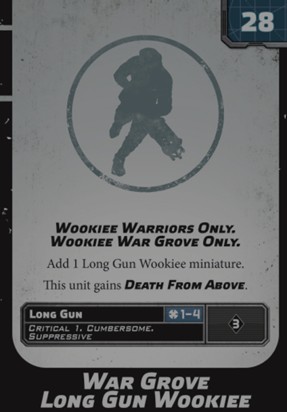 28
WOOKIEE WARRIORS ONLY.
WOOKIEE WAR GROVE ONLY.
Add 1 Long Gun Wookiee miniature.
This unit gains DEATH FROM ABOVE.
LONG GUN 1-4
CRITICAL 1. CUMBERSOME.
SUPPRESSIVE
3
WAR GROVE
LONG GUN WOOKIEE